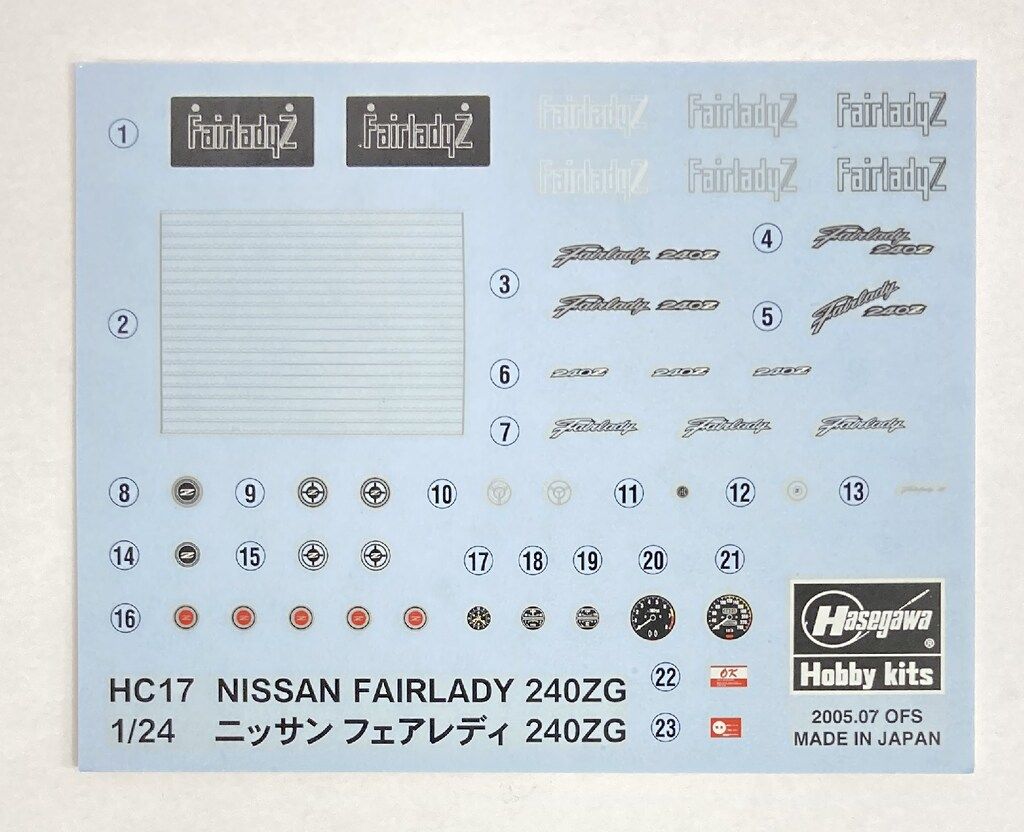 1 FairladyZ FairladyZ FairladyZ FairladyZ FairladyZ
FairladyZ FairladyZ FairladyZ
2
3 Fairlady 240Z
Fairlady 240Z
4 Fairlady
240Z
5 Fairlady
240Z
6 240Z 240Z 240Z
7 Fairlady Fairlady Fairlady
8 Z 9 Z Z 10 11 12 Z 13
14 Z 15 Z Z
16 Z Z Z Z Z
17 18 19 20 21
22 OK
23
Hasegawa®
Hobby kits
HC17 NISSAN FAIRLADY 240ZG
1/24 ニッサン フェアレディ 240ZG
2005.07 OFS
MADE IN JAPAN